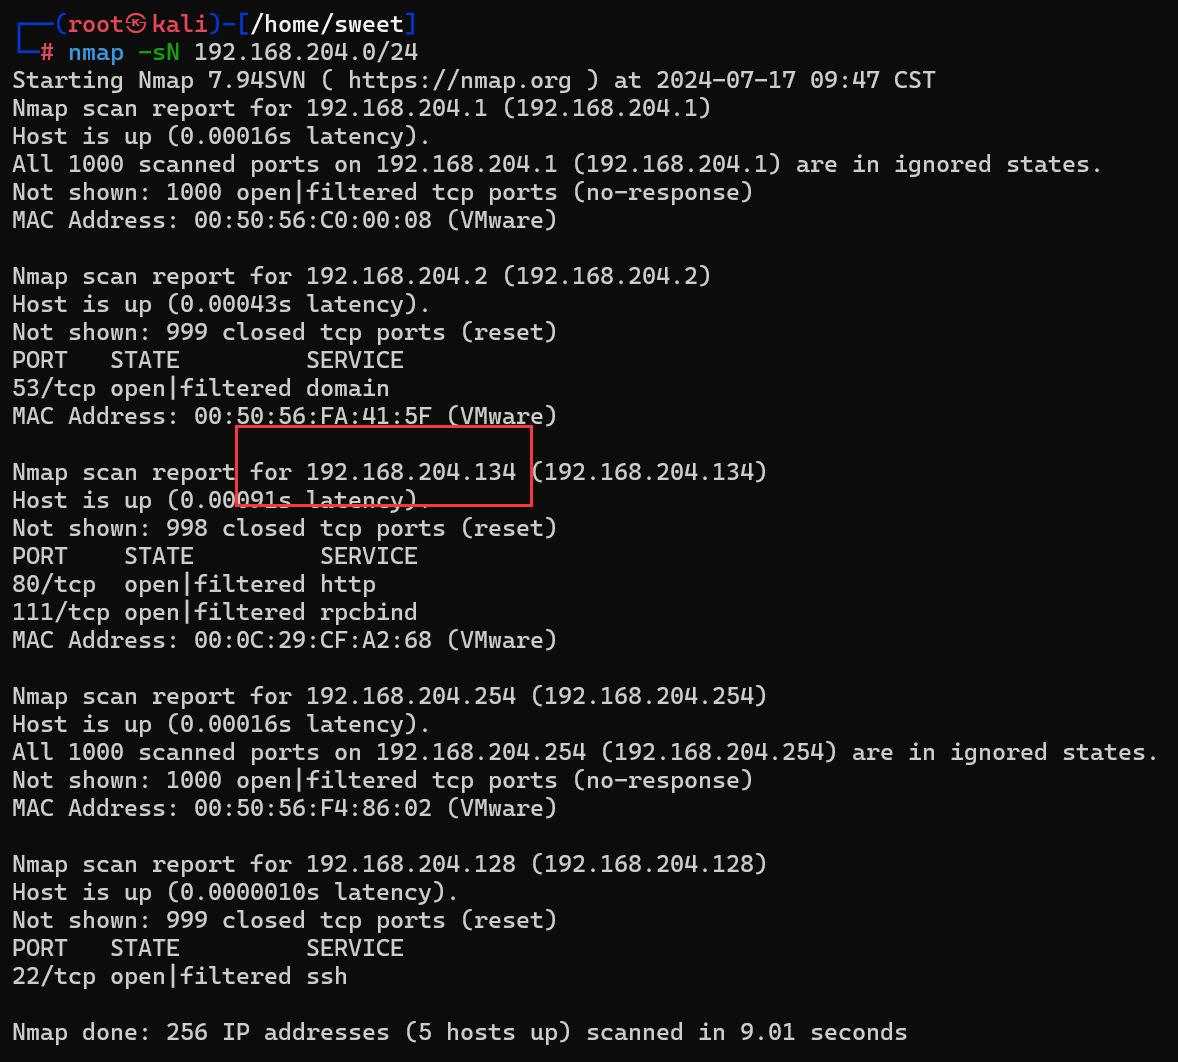 ┌──(root㉿kali)-[/home/sweet]
└─# nmap -sN 192.168.204.0/24
Starting Nmap 7.94SVN ( https://nmap.org ) at 2024-07-17 09:47 CST
Nmap scan report for 192.168.204.1 (192.168.204.1)
Host is up (0.00016s latency).
All 1000 scanned ports on 192.168.204.1 (192.168.204.1) are in ignored states.
Not shown: 1000 open|filtered tcp ports (no-response)
MAC Address: 00:50:56:C0:00:08 (VMware)

Nmap scan report for 192.168.204.2 (192.168.204.2)
Host is up (0.00043s latency).
Not shown: 999 closed tcp ports (reset)
PORT   STATE         SERVICE
53/tcp open|filtered domain
MAC Address: 00:50:56:FA:41:5F (VMware)

Nmap scan report for 192.168.204.134 (192.168.204.134)
Host is up (0.00091s latency).
Not shown: 998 closed tcp ports (reset)
PORT    STATE         SERVICE
80/tcp  open|filtered http
111/tcp open|filtered rpcbind
MAC Address: 00:0C:29:CF:A2:68 (VMware)

Nmap scan report for 192.168.204.254 (192.168.204.254)
Host is up (0.00016s latency).
All 1000 scanned ports on 192.168.204.254 (192.168.204.254) are in ignored states.
Not shown: 1000 open|filtered tcp ports (no-response)
MAC Address: 00:50:56:F4:86:02 (VMware)

Nmap scan report for 192.168.204.128 (192.168.204.128)
Host is up (0.0000010s latency).
Not shown: 999 closed tcp ports (reset)
PORT   STATE         SERVICE
22/tcp open|filtered ssh

Nmap done: 256 IP addresses (5 hosts up) scanned in 9.01 seconds